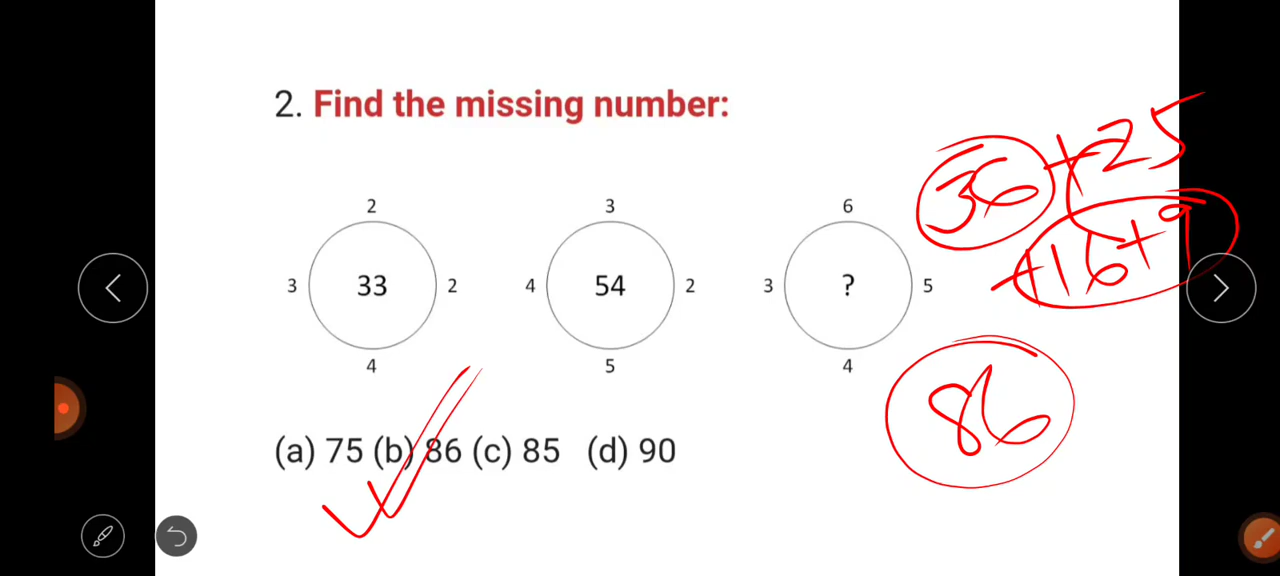 2. Find the missing number:
36 + 25
+ 16 + 9
2 3 6
3 33 2 4 54 2 3 ? 5
4 5 4
86
(a) 75 (b) 86 (c) 85 (d) 90